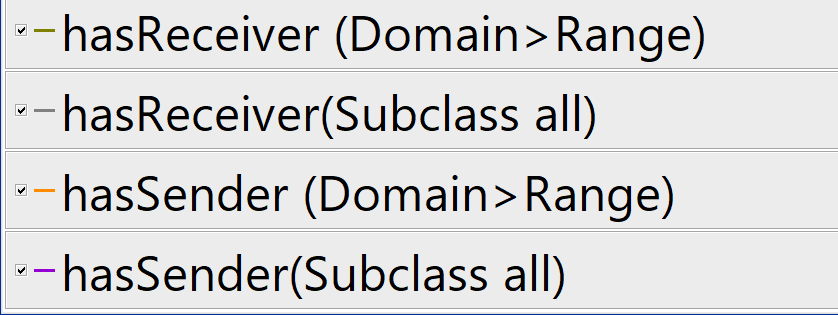 hasReceiver (Domain>Range)
hasReceiver(Subclass all)
hasSender (Domain>Range)
hasSender(Subclass all)